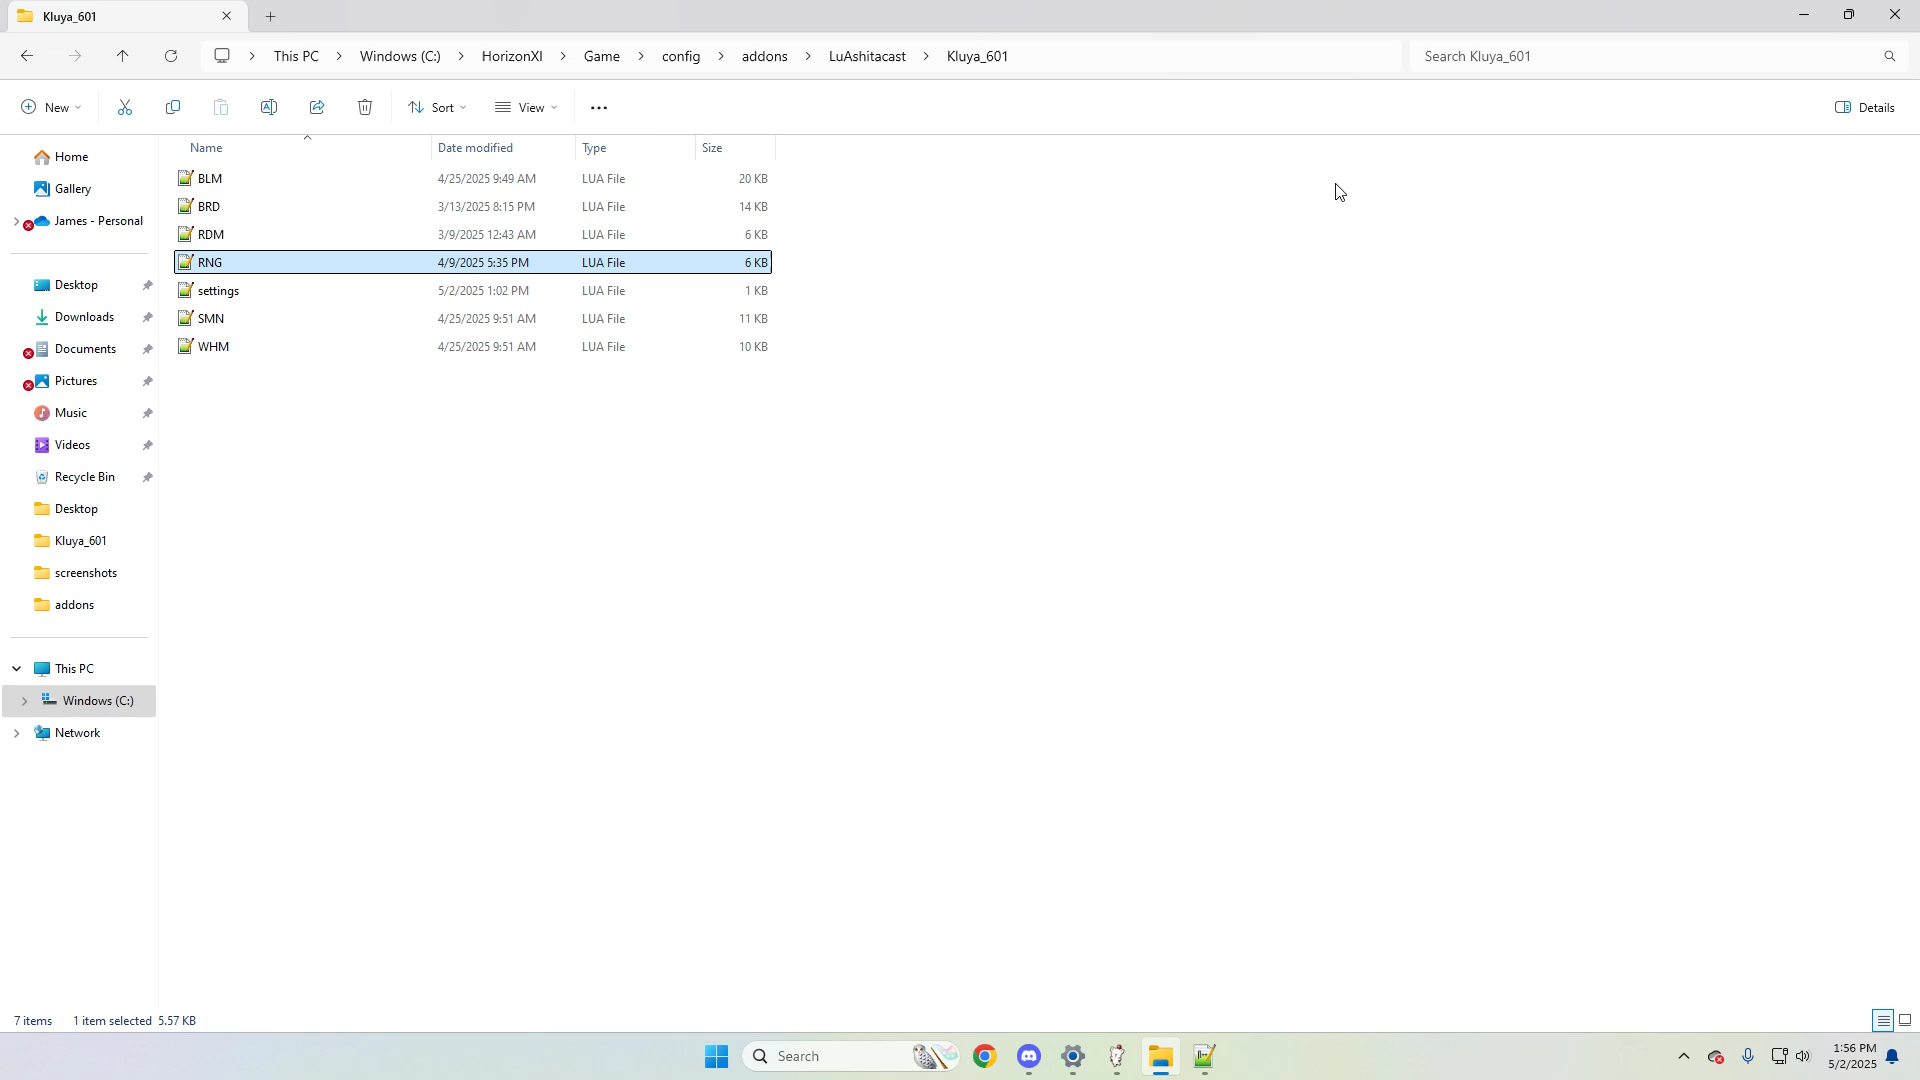 Kluya_601
This PC > Windows (C:) > HorizonXI > Game > config > addons > LuAshitacast > Kluya_601
Search Kluya_601
New
Sort
View
Details
Name Date modified Type Size
BLM 4/25/2025 9:49 AM LUA File 20 KB
BRD 3/13/2025 8:15 PM LUA File 14 KB
RDM 3/9/2025 12:43 AM LUA File 6 KB
RNG 4/9/2025 5:35 PM LUA File 6 KB
settings 5/2/2025 1:02 PM LUA File 1 KB
SMN 4/25/2025 9:51 AM LUA File 11 KB
WHM 4/25/2025 9:51 AM LUA File 10 KB
Home
Gallery
James - Personal
Desktop
Downloads
Documents
Pictures
Music
Videos
Recycle Bin
Desktop
Kluya_601
screenshots
addons
This PC
Windows (C:)
Network
7 items 1 item selected 5.57 KB
Search
1:56 PM
5/2/2025